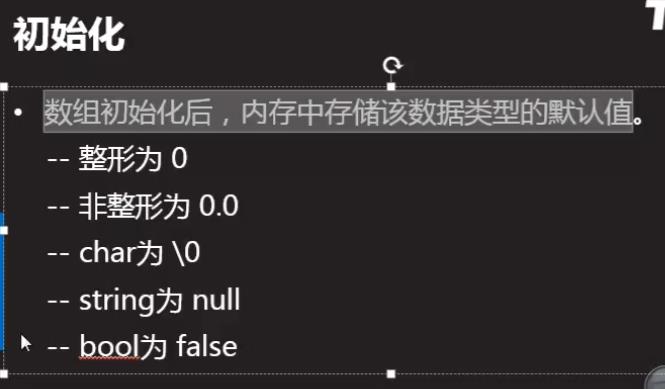 初始化
• 数组初始化后，内存中存储该数据类型的默认值。
-- 整形为 0
-- 非整形为 0.0
-- char为 \0
-- string为 null
-- bool为 false